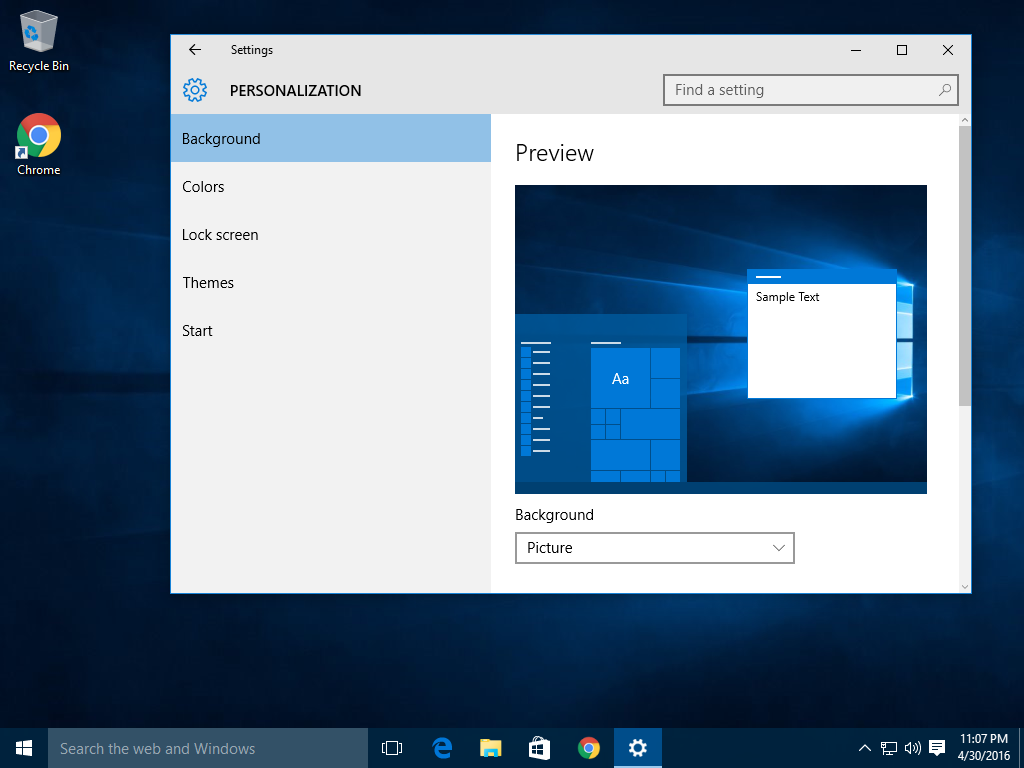 Recycle Bin
Chrome
Settings
PERSONALIZATION
Find a setting
Background
Colors
Lock screen
Themes
Start
Preview
Sample Text
Aa
Background
Picture
Search the web and Windows
11:07 PM
4/30/2016